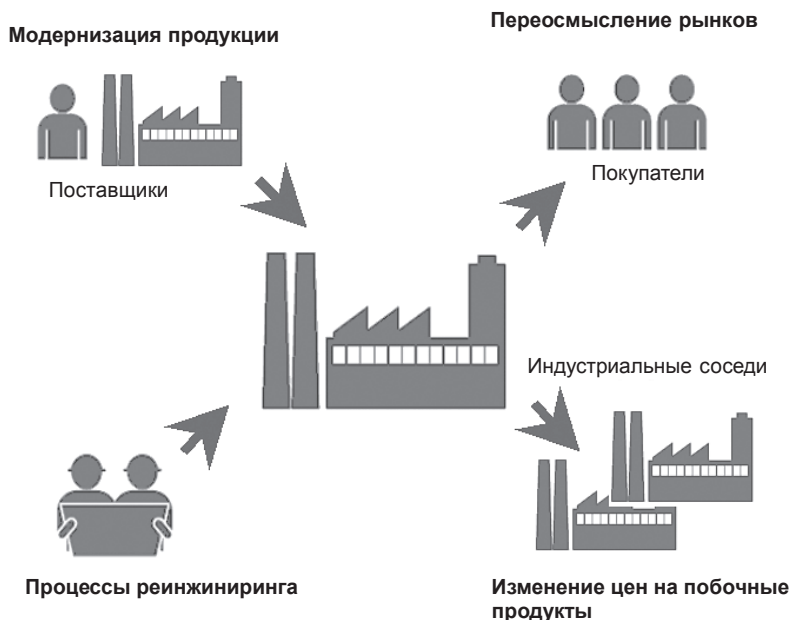 Модернизация продукции
Переосмысление рынков
Поставщики
Покупатели
Индустриальные соседи
Процессы реинжиниринга
Изменение цен на побочные
продукты